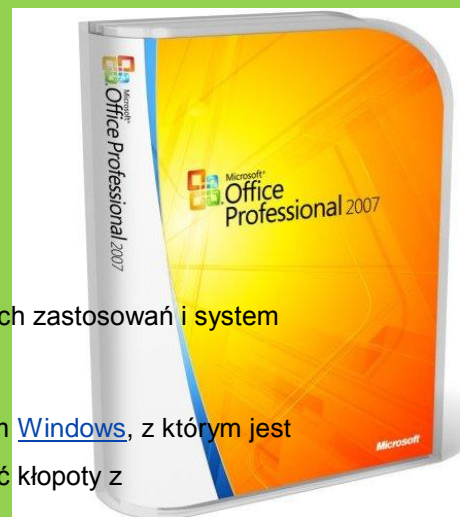 Microsoft®
Office Professional 2007
Microsoft®
Office
Professional 2007
ch zastosowań i system
Windows, z którym jest
ć kłopoty z
Microsoft